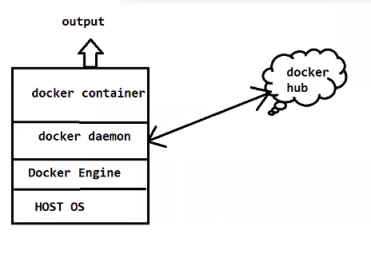 output
docker container
docker daemon
Docker Engine
HOST OS
docker
hub